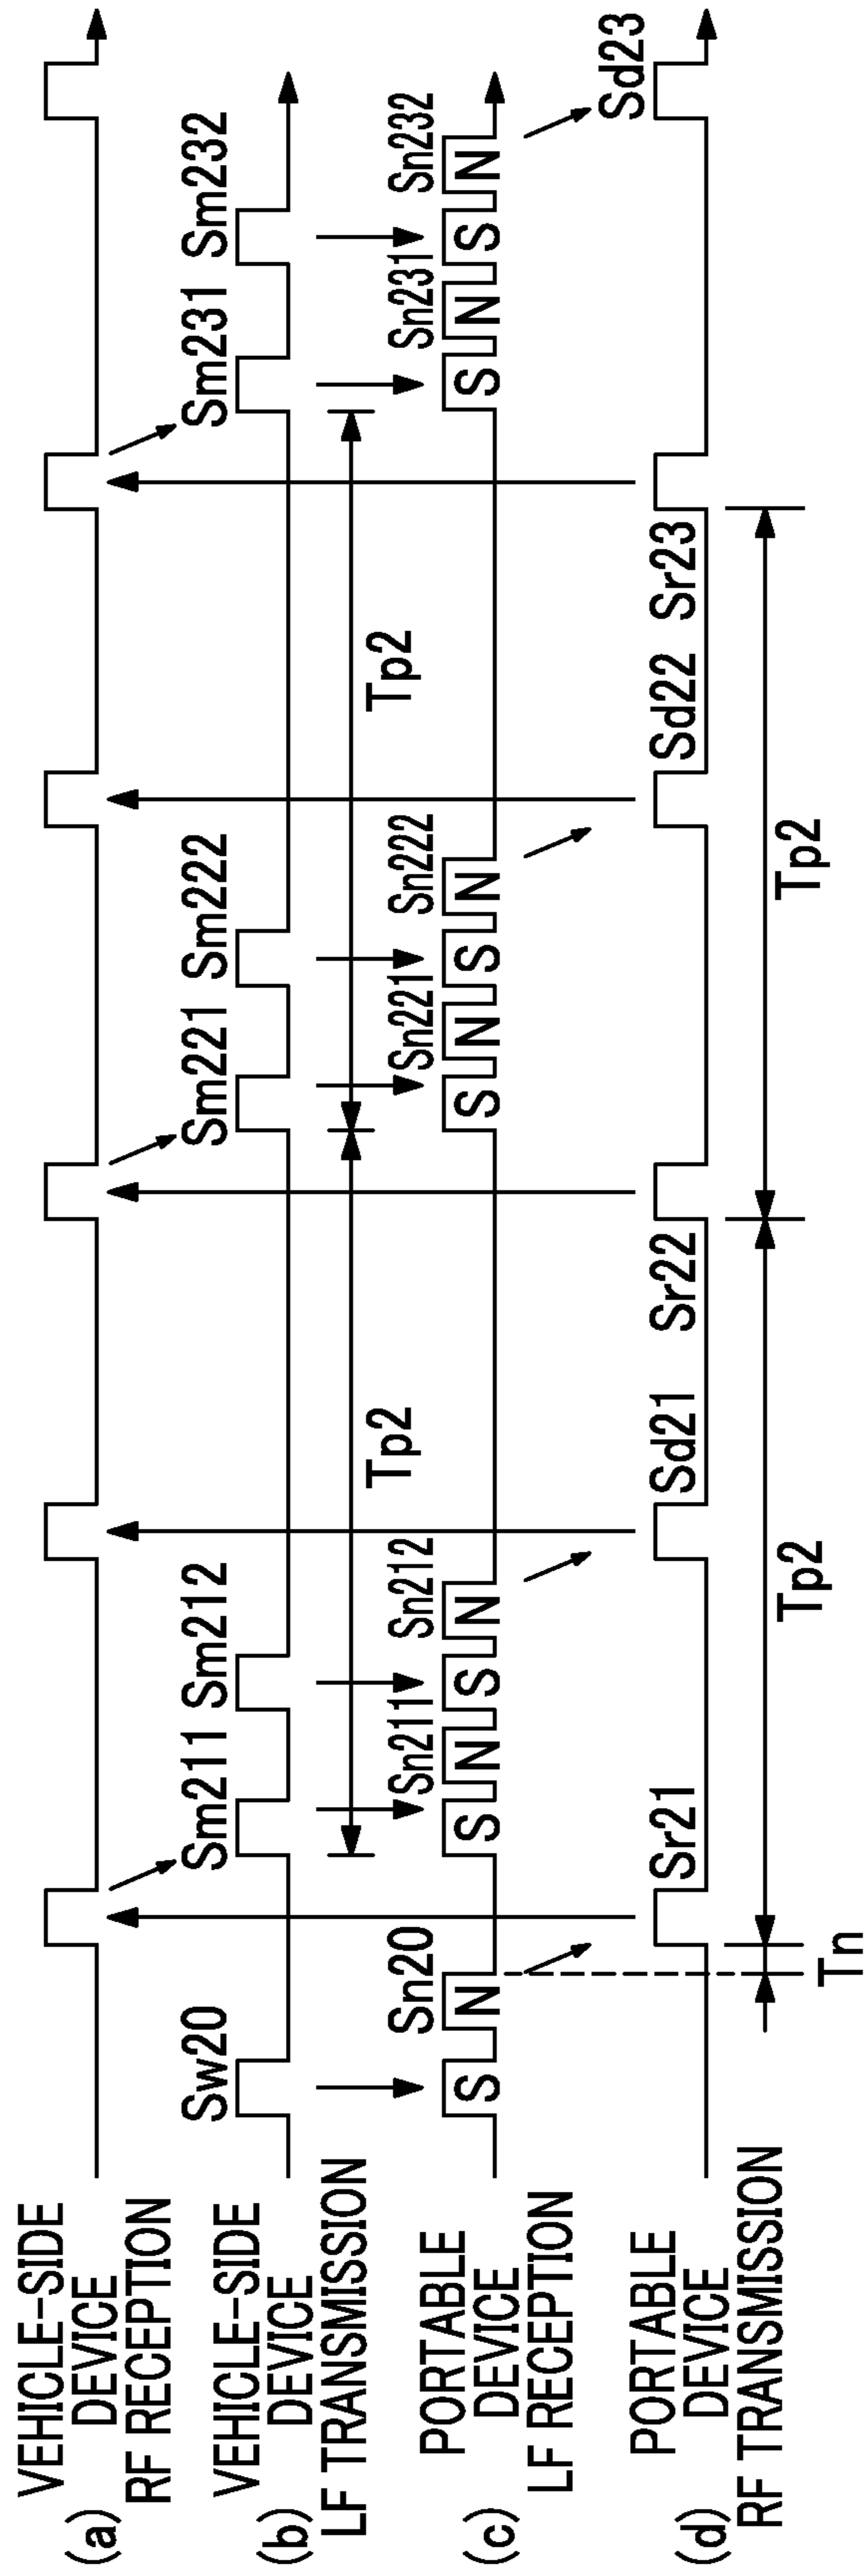 (a) VEHICLE-SIDE
DEVICE
RF RECEPTION
(b) VEHICLE-SIDE
DEVICE
LF TRANSMISSION
Sw20
Sm211
Sm212
Sm221
Sm222
Sm231
Sm232
Tp2
Tp2
(c) PORTABLE
DEVICE
LF RECEPTION
Sn20
Sn211
Sn212
Sn221
Sn222
Sn231
Sn232
S N S N S N S N S N S N S N
(d) PORTABLE
DEVICE
RF TRANSMISSION
Sr21
Sd21
Sr22
Sd22
Sr23
Sd23
Tn
Tp2
Tp2